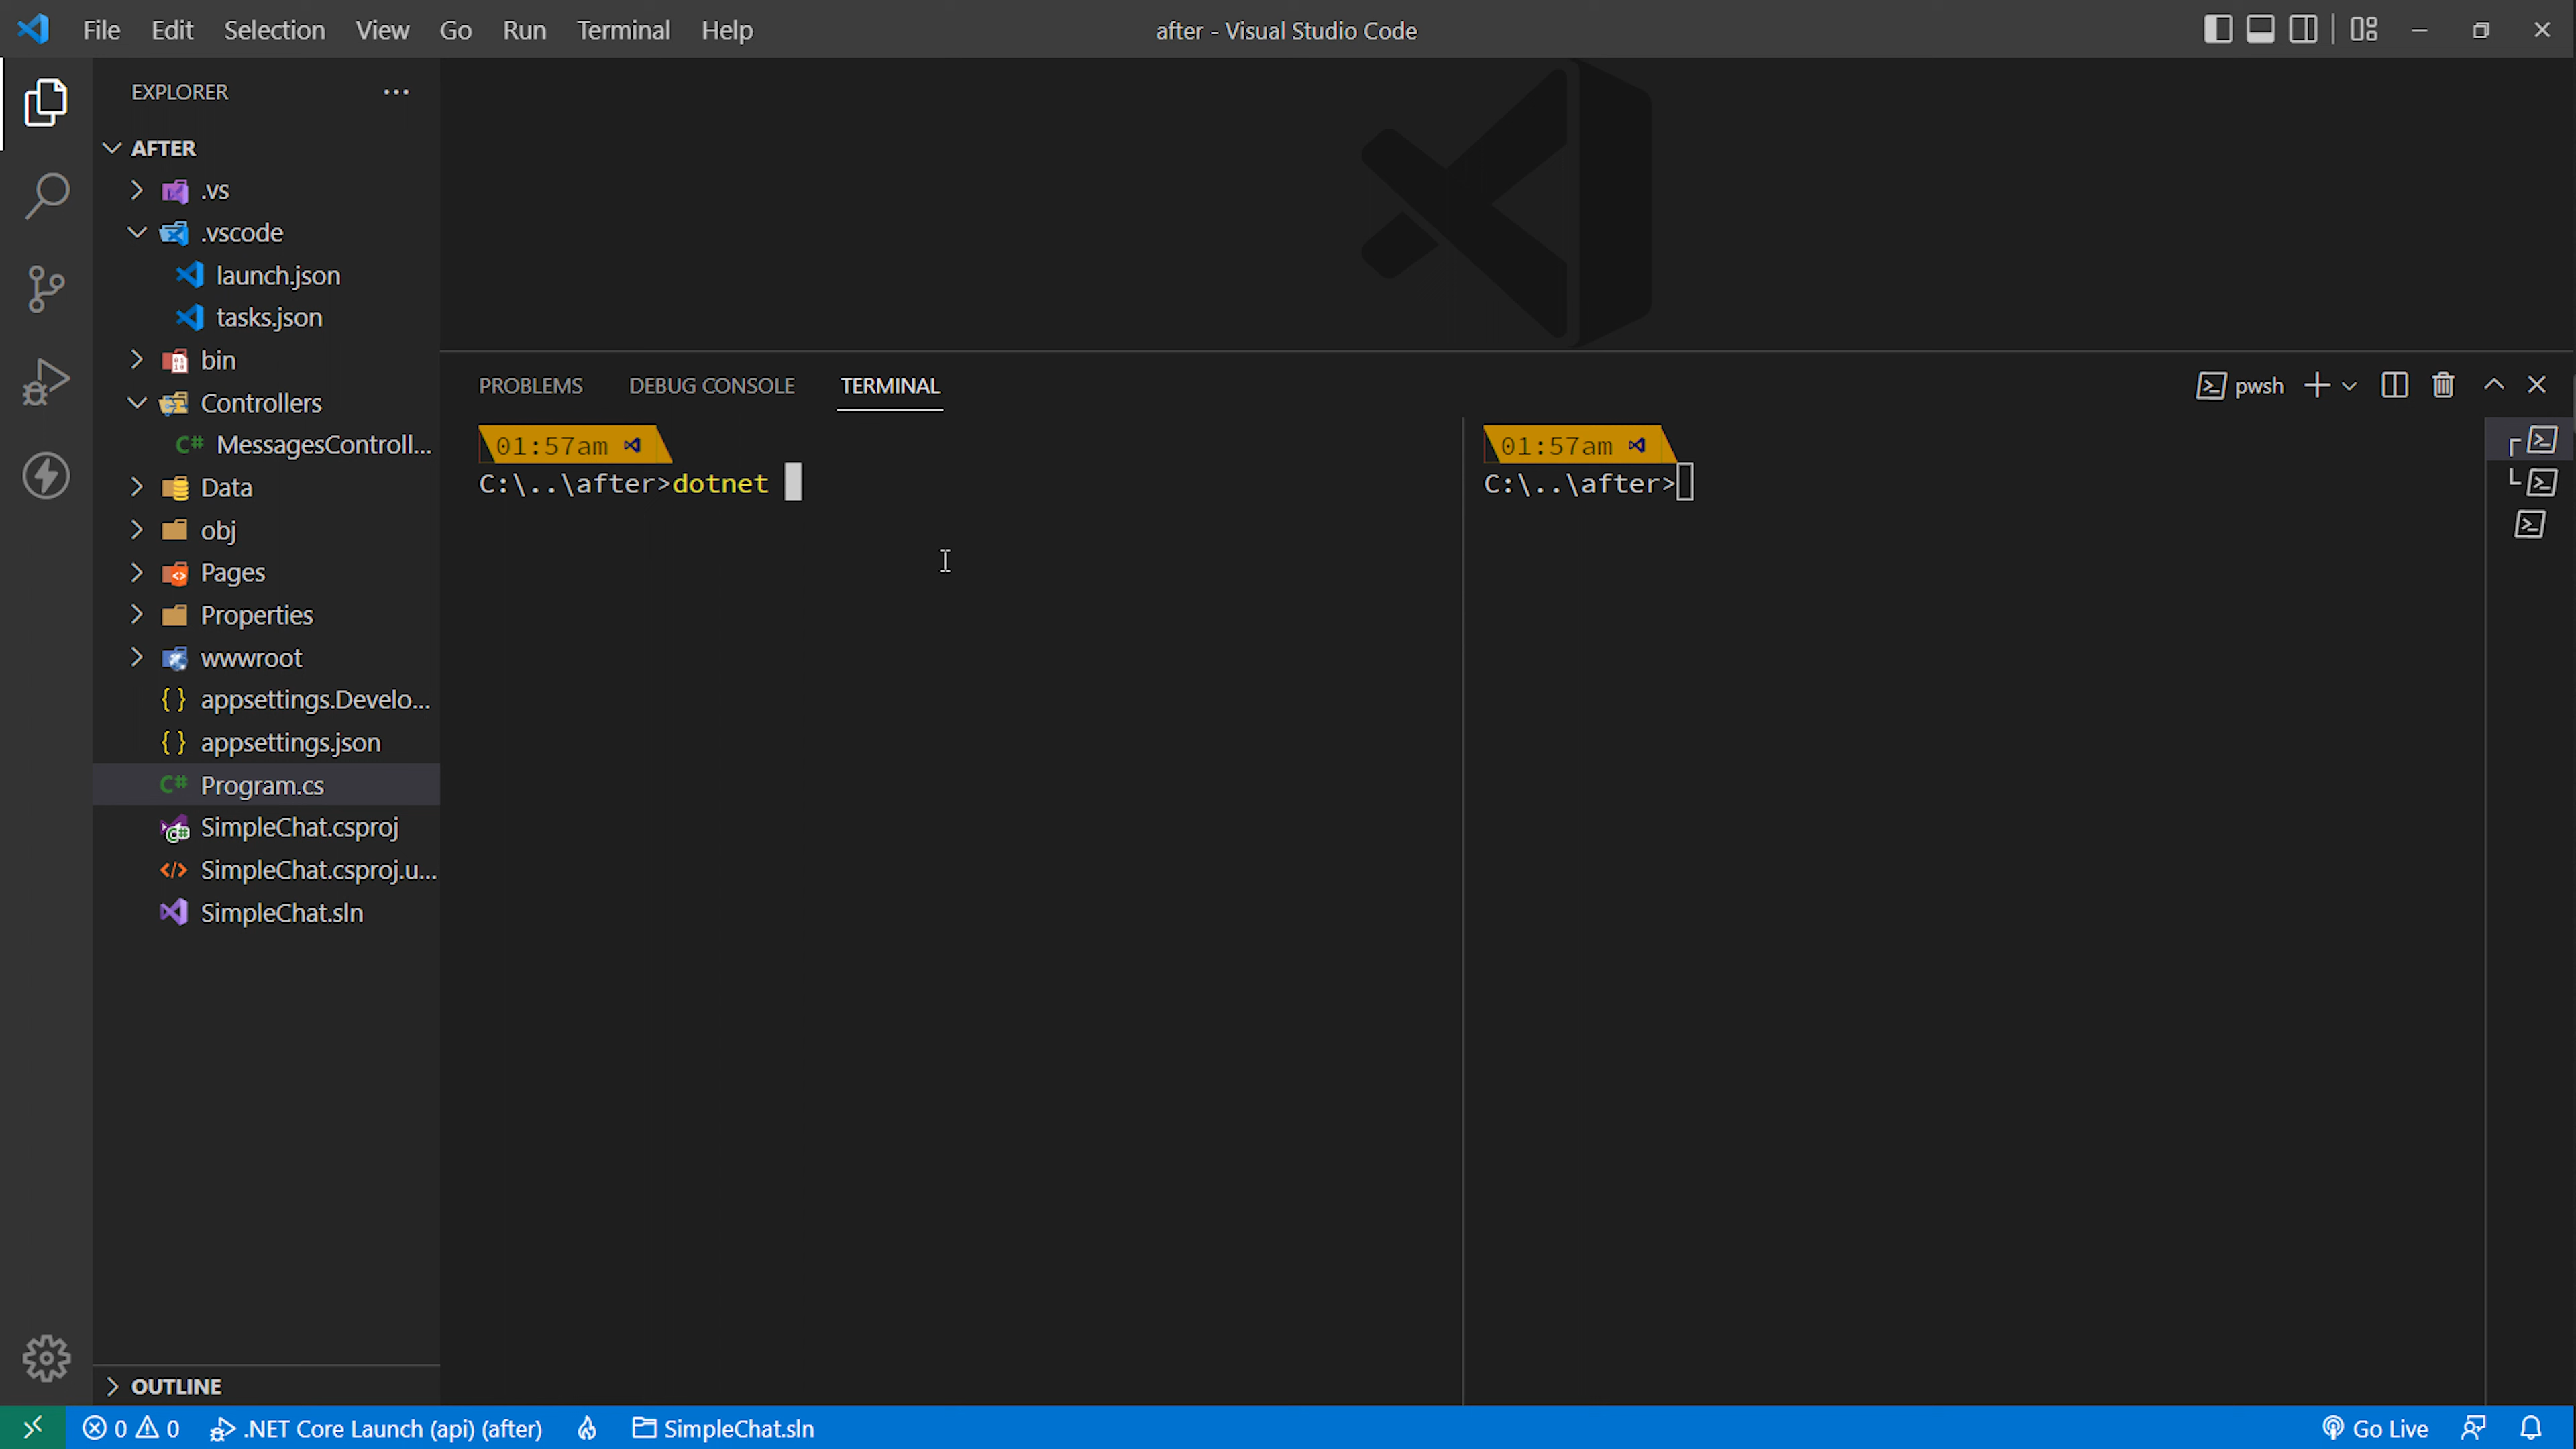 File Edit Selection View Go Run Terminal Help
after - Visual Studio Code
EXPLORER
AFTER
.vs
.vscode
launch.json
tasks.json
bin
Controllers
MessagesControll...
Data
obj
Pages
Properties
wwwroot
appsettings.Develo...
appsettings.json
Program.cs
SimpleChat.csproj
SimpleChat.csproj.u...
SimpleChat.sln
OUTLINE
PROBLEMS DEBUG CONSOLE TERMINAL
pwsh
01:57am
C:\..\after>dotnet
01:57am
C:\..\after>
0 0 .NET Core Launch (api) (after) SimpleChat.sln
Go Live